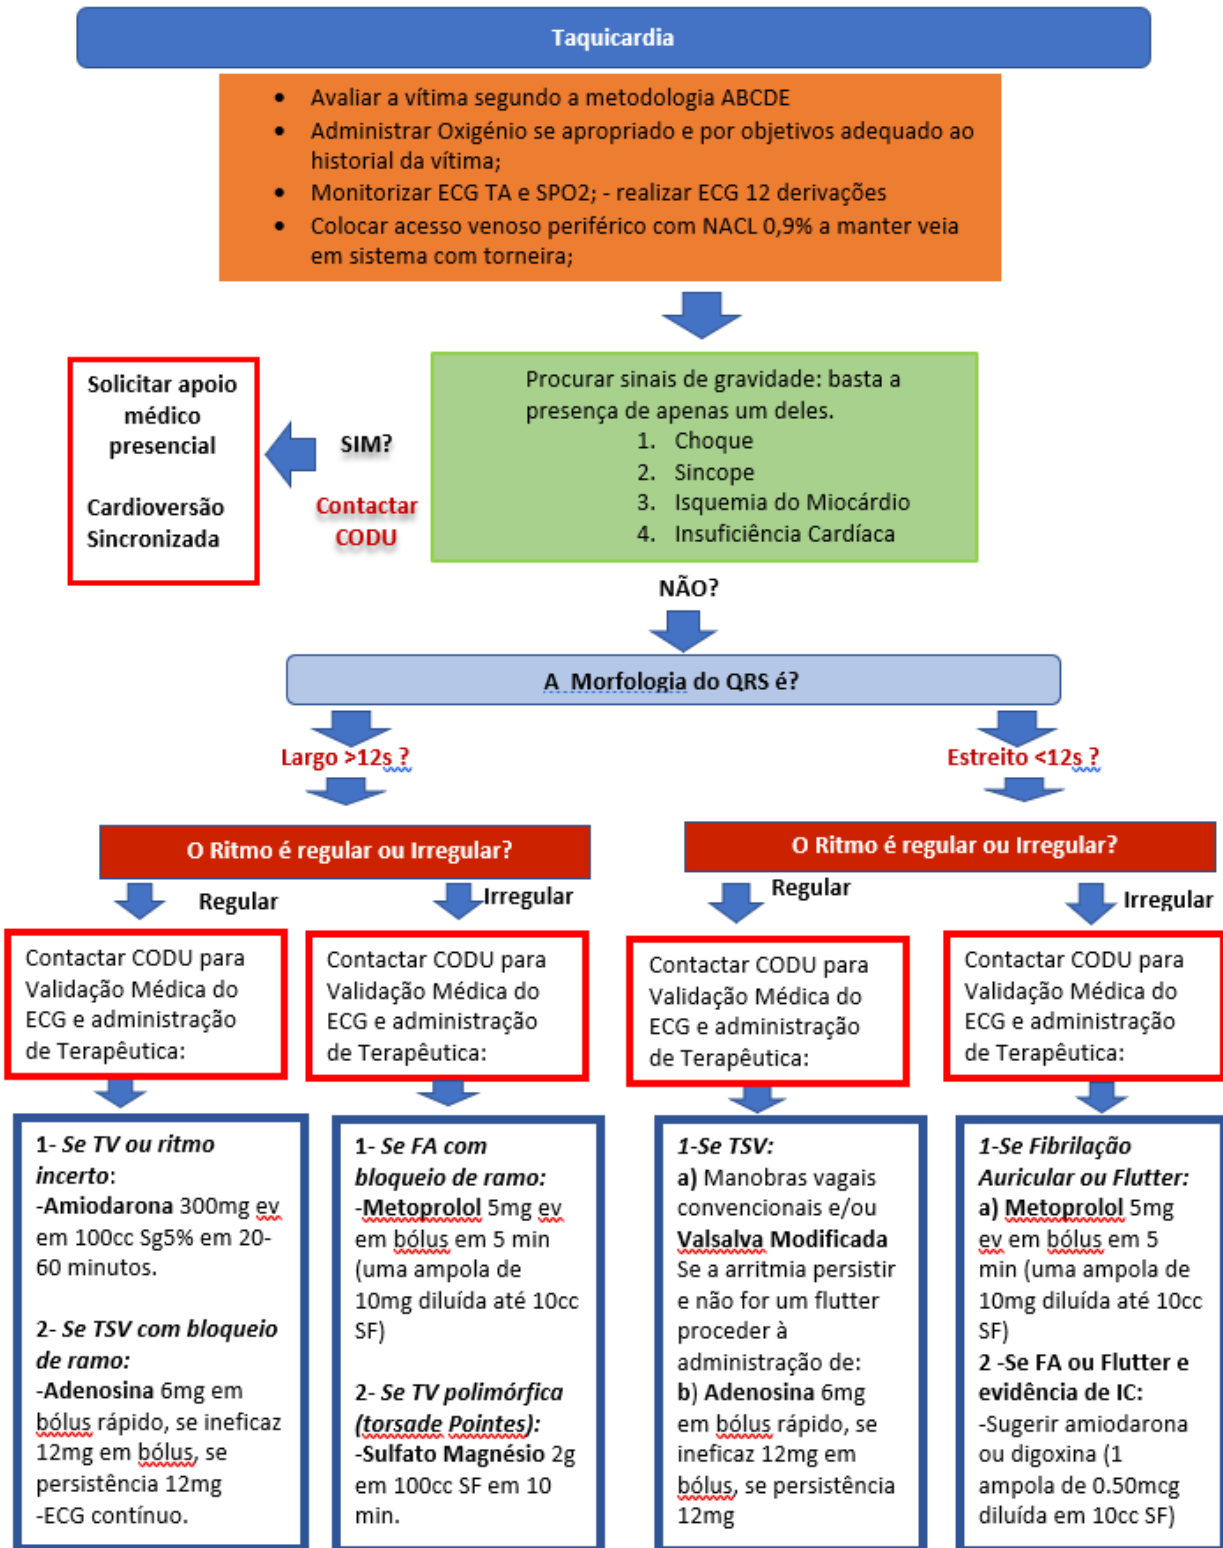 Taquicardia
• Avaliar a vítima segundo a metodologia ABCDE
• Administrar Oxigénio se apropriado e por objetivos adequado ao
historial da vítima;
• Monitorizar ECG TA e SPO2; - realizar ECG 12 derivações
• Colocar acesso venoso periférico com NACL 0,9% a manter veia
em sistema com torneira;
Procurar sinais de gravidade: basta a
presença de apenas um deles.
1. Choque
2. Sincope
3. Isquemia do Miocárdio
4. Insuficiência Cardíaca
SIM?
Contactar
CODU
Solicitar apoio
médico
presencial
Cardioversão
Sincronizada
NÃO?
A Morfologia do QRS é?
Largo >12s ?
Estreito <12s ?
O Ritmo é regular ou Irregular?
Regular
Irregular
O Ritmo é regular ou Irregular?
Regular
Irregular
Contactar CODU para
Validação Médica do
ECG e administração
de Terapêutica:
Contactar CODU para
Validação Médica do
ECG e administração
de Terapêutica:
Contactar CODU para
Validação Médica do
ECG e administração
de Terapêutica:
Contactar CODU para
Validação Médica do
ECG e administração
de Terapêutica:
1- Se TV ou ritmo
incerto:
-Amiodarona 300mg ev
em 100cc Sg5% em 20-
60 minutos.
2- Se TSV com bloqueio
de ramo:
-Adenosina 6mg em
bólus rápido, se ineficaz
12mg em bólus, se
persistência 12mg
-ECG contínuo.
1- Se FA com
bloqueio de ramo:
-Metoprolol 5mg ev
em bólus em 5 min
(uma ampola de
10mg diluída até 10cc
SF)
2- Se TV polimórfica
(torsade Pointes):
-Sulfato Magnésio 2g
em 100cc SF em 10
min.
1-Se TSV:
a) Manobras vagais
convencionais e/ou
Valsalva Modificada
Se a arritmia persistir
e não for um flutter
proceder à
administração de:
b) Adenosina 6mg
em bólus rápido, se
ineficaz 12mg em
bólus, se persistência
12mg
1-Se Fibrilação
Auricular ou Flutter:
a) Metoprolol 5mg
ev em bólus em 5
min (uma ampola de
10mg diluída até 10cc
SF)
2 -Se FA ou Flutter e
evidência de IC:
-Sugerir amiodarona
ou digoxina (1
ampola de 0.50mcg
diluída em 10cc SF)